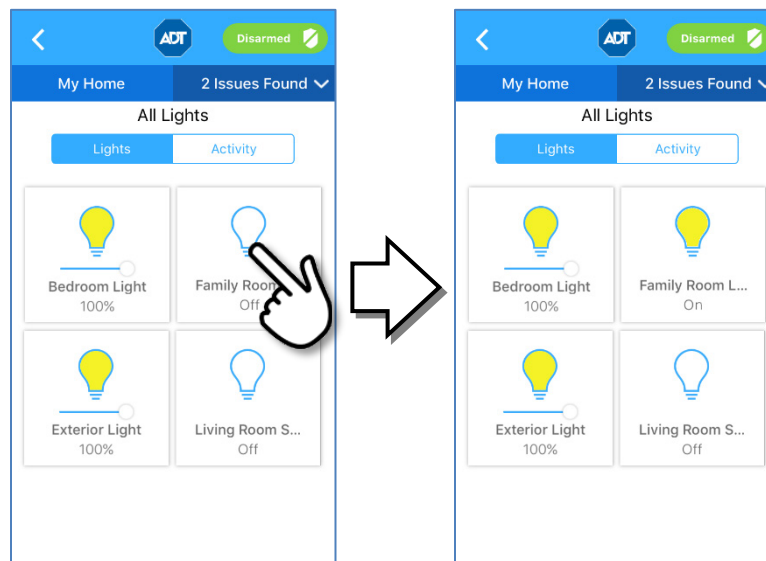 ADT Disarmed
My Home 2 Issues Found
All Lights
Lights Activity
Bedroom Light Family Room
100% Off
Exterior Light Living Room S...
100% Off
ADT Disarmed
My Home 2 Issues Found
All Lights
Lights Activity
Bedroom Light Family Room L...
100% On
Exterior Light Living Room S...
100% Off